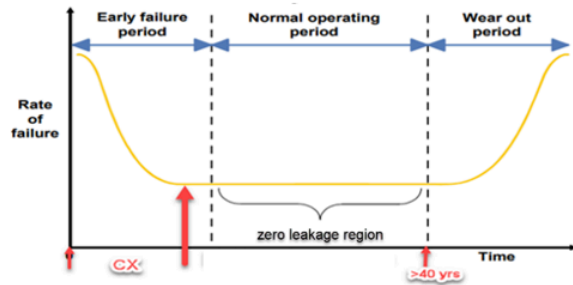 Early failure
period
Normal operating
period
Wear out
period
Rate
of
failure
zero leakage region
Time
CX
>40 yrs